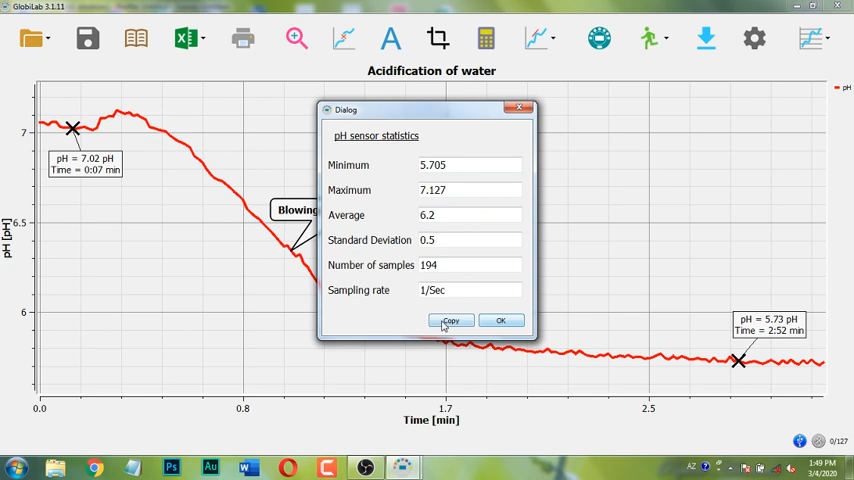 GlobiLab 3.1.11
Acidification of water
pH
7
6.5
6
pH [pH]
pH = 7.02 pH
Time = 0:07 min
Blowing
Dialog
pH sensor statistics
Minimum 5.705
Maximum 7.127
Average 6.2
Standard Deviation 0.5
Number of samples 194
Sampling rate 1/Sec
Copy OK
pH = 5.73 pH
Time = 2:52 min
0.0 0.8 1.7 2.5
Time [min]
0/127
Ps Au W
AZ
1:49 PM
3/4/2020